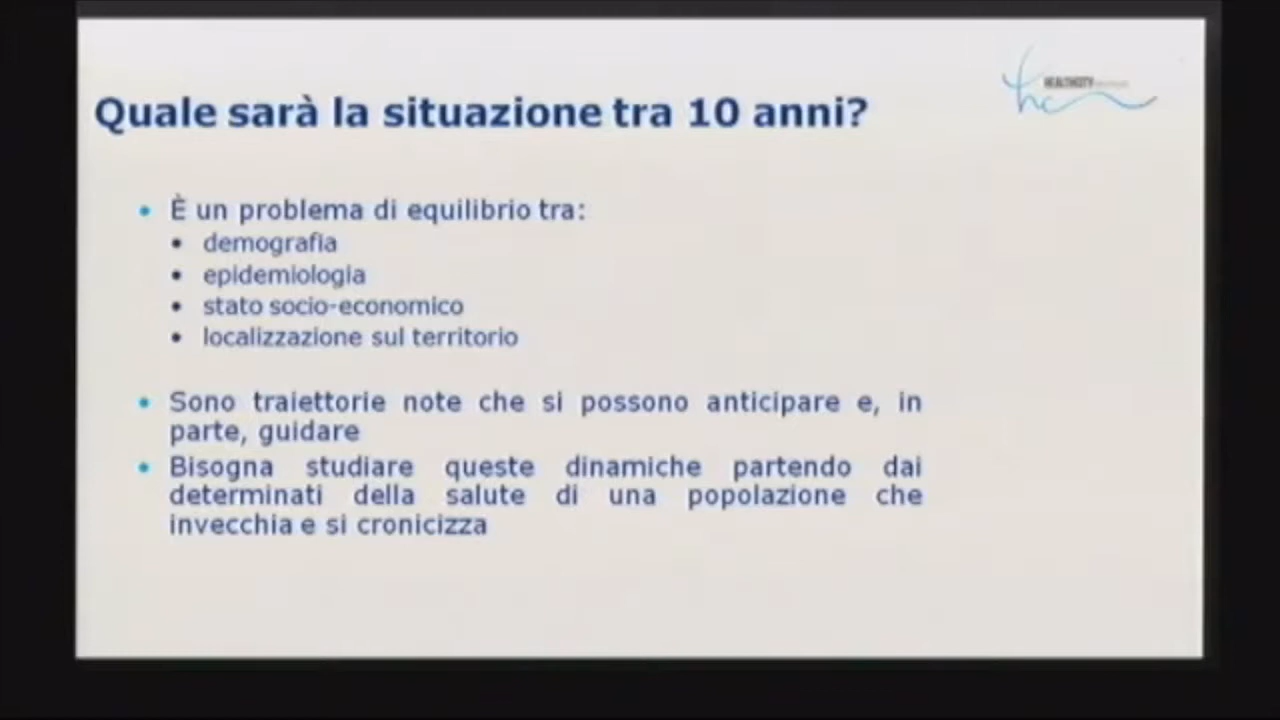 Quale sarà la situazione tra 10 anni?
HEALTHCITY
hc
• È un problema di equilibrio tra:
• demografia
• epidemiologia
• stato socio-economico
• localizzazione sul territorio
• Sono traiettorie note che si possono anticipare e, in
parte, guidare
• Bisogna studiare queste dinamiche partendo dai
determinati della salute di una popolazione che
invecchia e si cronicizza